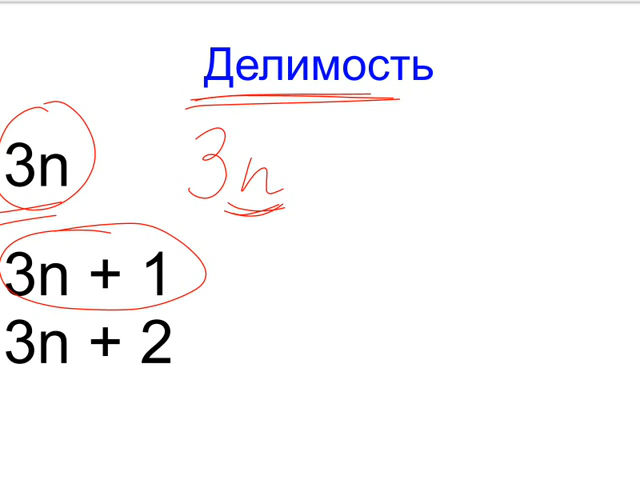 Делимость
3n 3n
3n + 1
3n + 2